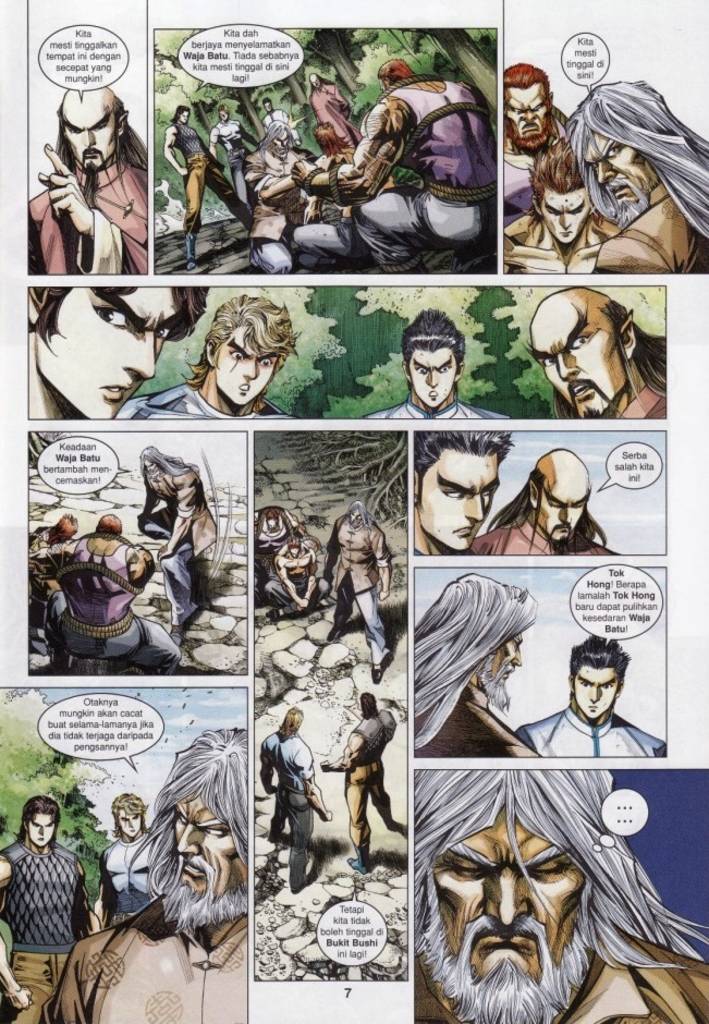 Kita
mesti tinggalkan
tempat ini dengan
secepat yang
mungkin!
Kita dah
berjaya menyelamatkan
Waja Batu. Tiada sebabnya
kita mesti tinggal di sini
lagi!
Kita
mesti
tinggal di
sini!
Keadaan
Waja Batu
bertambah men-
cemaskan!
Serba
salah kita
ini!
Tok
Hong! Berapa
lamalah Tok Hong
baru dapat pulihkan
kesedaran Waja
Batu!
Otaknya
mungkin akan cacat
buat selama-lamanya jika
dia tidak terjaga daripada
pengsannya!
Tetapi
kita tidak
boleh tinggal di
Bukit Bushi
ini lagi!
...
...
7